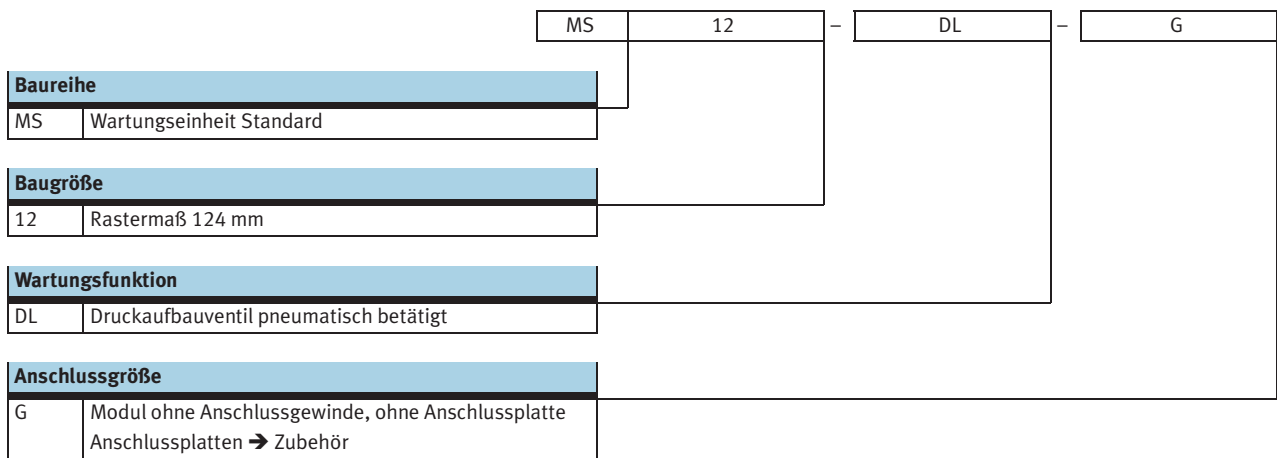 MS 12 – DL – G
Baureihe
MS Wartungseinheit Standard
Baugröße
12 Rastermaß 124 mm
Wartungsfunktion
DL Druckaufbauventil pneumatisch betätigt
Anschlussgröße
G Modul ohne Anschlussgewinde, ohne Anschlussplatte
Anschlussplatten ➔ Zubehör